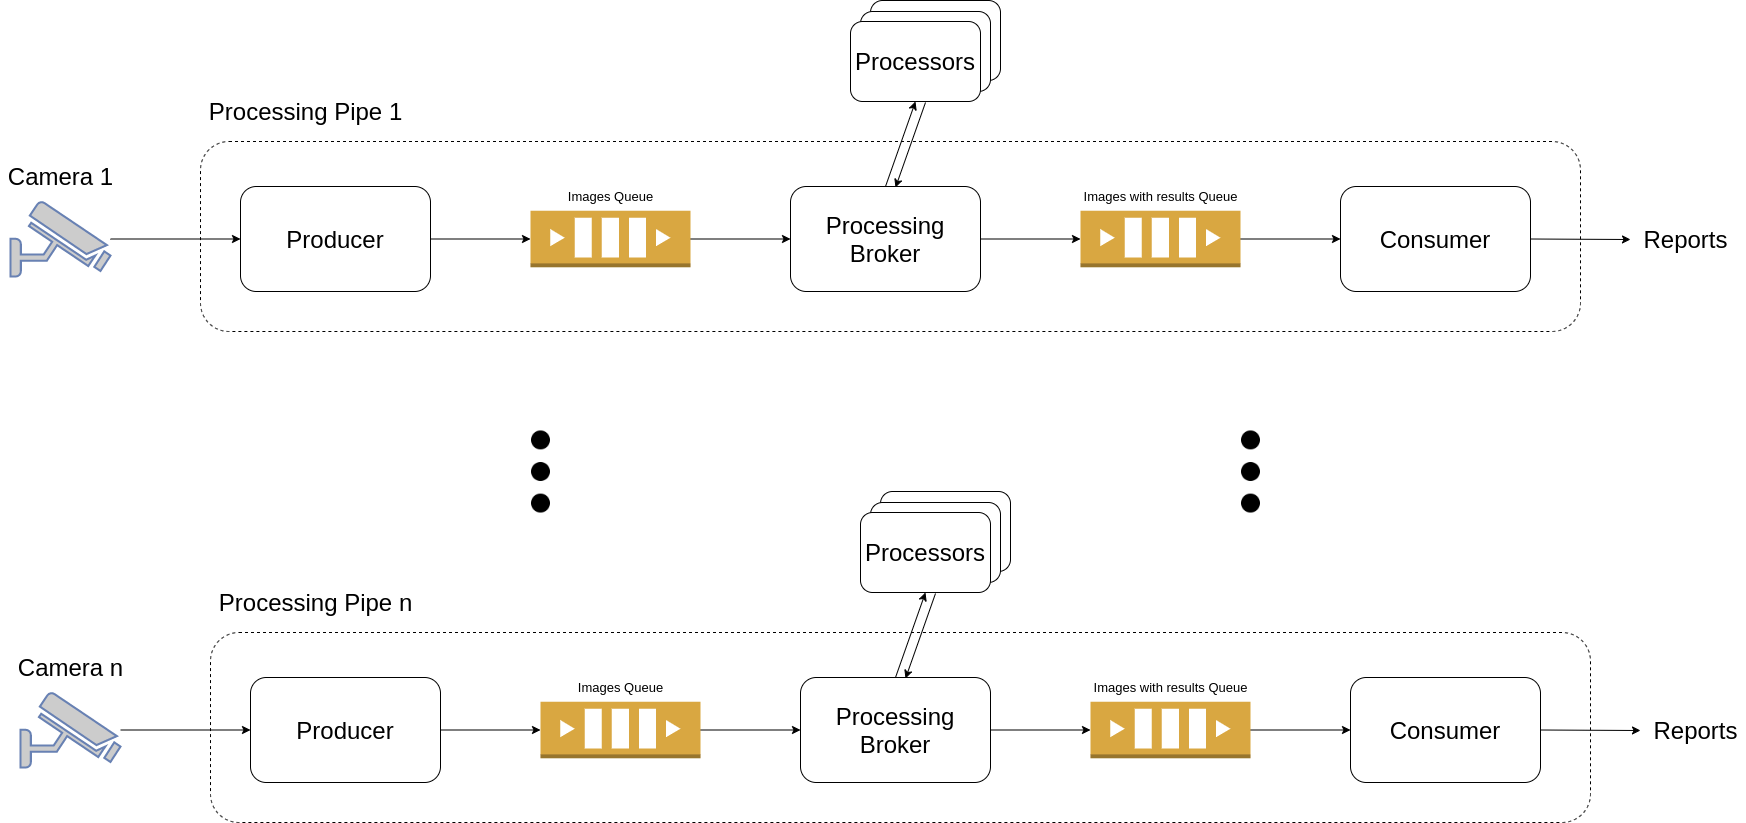 Processors
Processing Pipe 1
Camera 1
Images Queue
Images with results Queue
Producer
Processing
Broker
Consumer
Reports
Processors
Processing Pipe n
Camera n
Images Queue
Images with results Queue
Producer
Processing
Broker
Consumer
Reports